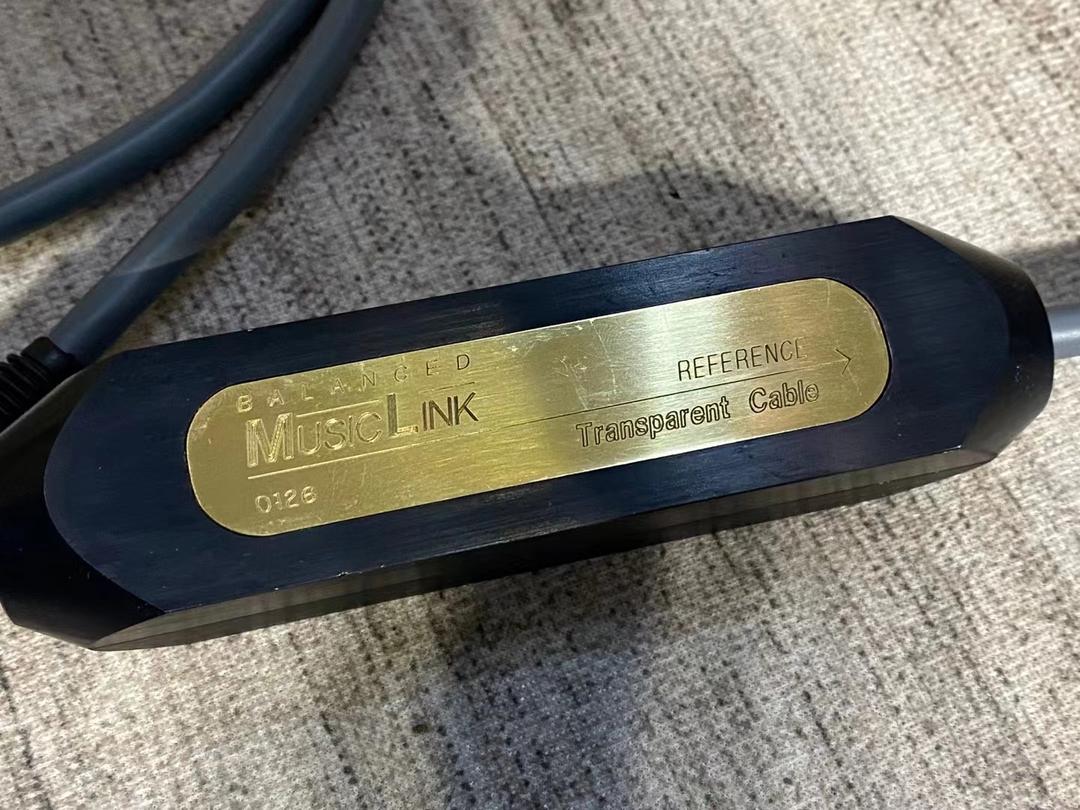 BALANCED
MUSICLINK
REFERENCE
Transparent Cable
0126